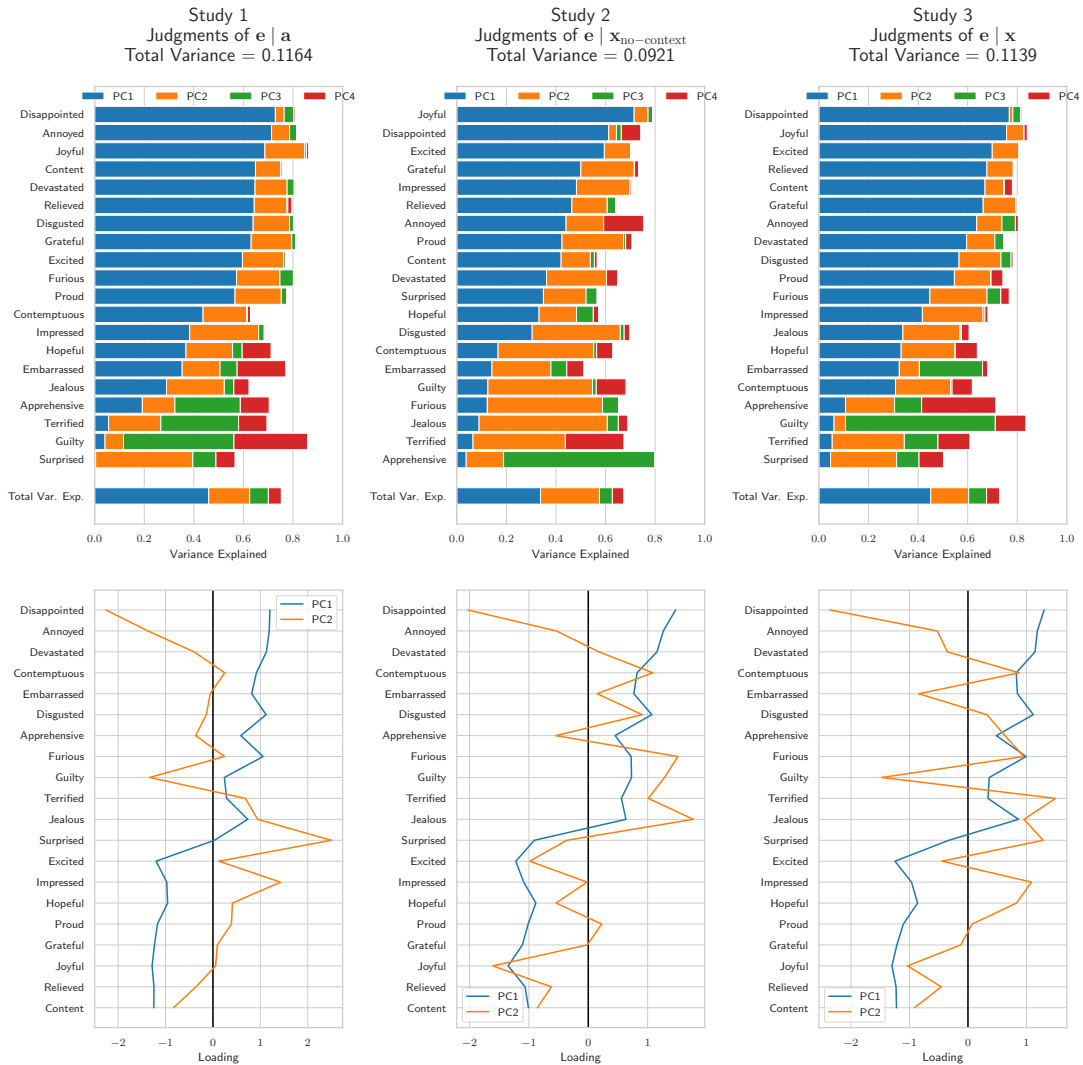 Study 1
Judgments of e | a
Total Variance = 0.1164
PC1 PC2 PC3 PC4
Disappointed
Annoyed
Joyful
Content
Devastated
Relieved
Disgusted
Grateful
Excited
Furious
Proud
Contemptuous
Impressed
Hopeful
Embarrassed
Jealous
Apprehensive
Terrified
Guilty
Surprised
Total Var. Exp.
0.0 0.2 0.4 0.6 0.8 1.0
Variance Explained
Study 2
Judgments of e | x_no−context
Total Variance = 0.0921
PC1 PC2 PC3 PC4
Joyful
Disappointed
Excited
Grateful
Impressed
Relieved
Annoyed
Proud
Content
Devastated
Surprised
Hopeful
Disgusted
Contemptuous
Embarrassed
Guilty
Furious
Jealous
Terrified
Apprehensive
Total Var. Exp.
0.0 0.2 0.4 0.6 0.8 1.0
Variance Explained
Study 3
Judgments of e | x
Total Variance = 0.1139
PC1 PC2 PC3 PC4
Disappointed
Joyful
Excited
Relieved
Content
Grateful
Annoyed
Devastated
Disgusted
Proud
Furious
Impressed
Jealous
Hopeful
Embarrassed
Contemptuous
Apprehensive
Guilty
Terrified
Surprised
Total Var. Exp.
0.0 0.2 0.4 0.6 0.8 1.0
Variance Explained
PC1
PC2
Disappointed
Annoyed
Devastated
Contemptuous
Embarrassed
Disgusted
Apprehensive
Furious
Guilty
Terrified
Jealous
Surprised
Excited
Impressed
Hopeful
Proud
Grateful
Joyful
Relieved
Content
−2 −1 0 1 2
Loading
Disappointed
Annoyed
Devastated
Contemptuous
Embarrassed
Disgusted
Apprehensive
Furious
Guilty
Terrified
Jealous
Surprised
Excited
Impressed
Hopeful
Proud
Grateful
Joyful
Relieved
Content
PC1
PC2
−2 −1 0 1
Loading
Disappointed
Annoyed
Devastated
Contemptuous
Embarrassed
Disgusted
Apprehensive
Furious
Guilty
Terrified
Jealous
Surprised
Excited
Impressed
Hopeful
Proud
Grateful
Joyful
Relieved
Content
PC1
PC2
−2 −1 0 1
Loading